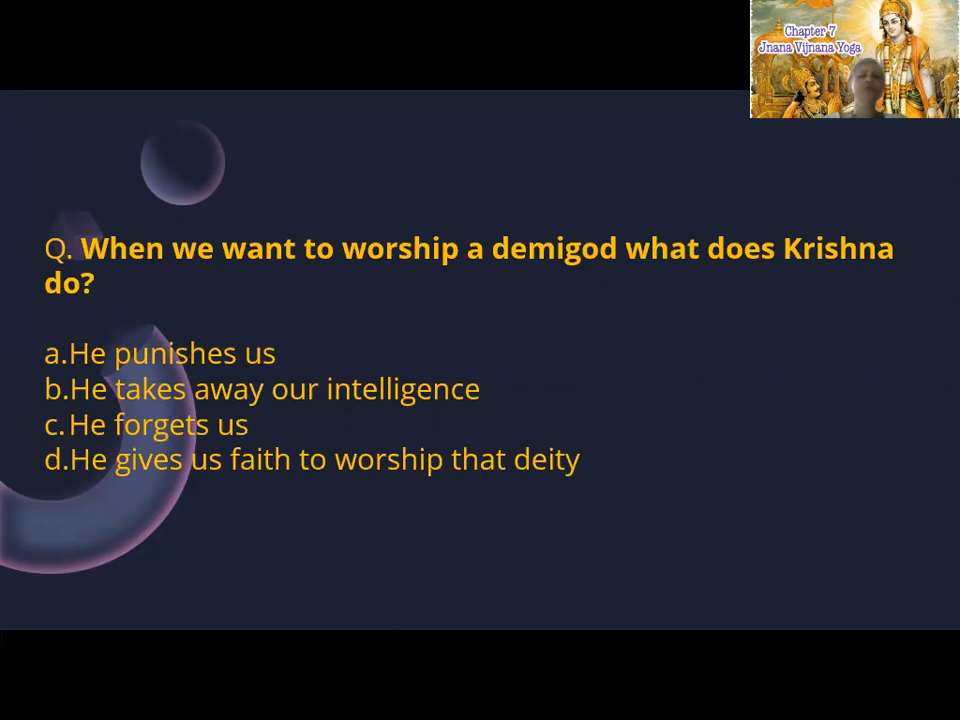 Chapter 7
Jnana Vijnana Yoga
Q. When we want to worship a demigod what does Krishna
do?
a.He punishes us
b.He takes away our intelligence
c.He forgets us
d.He gives us faith to worship that deity